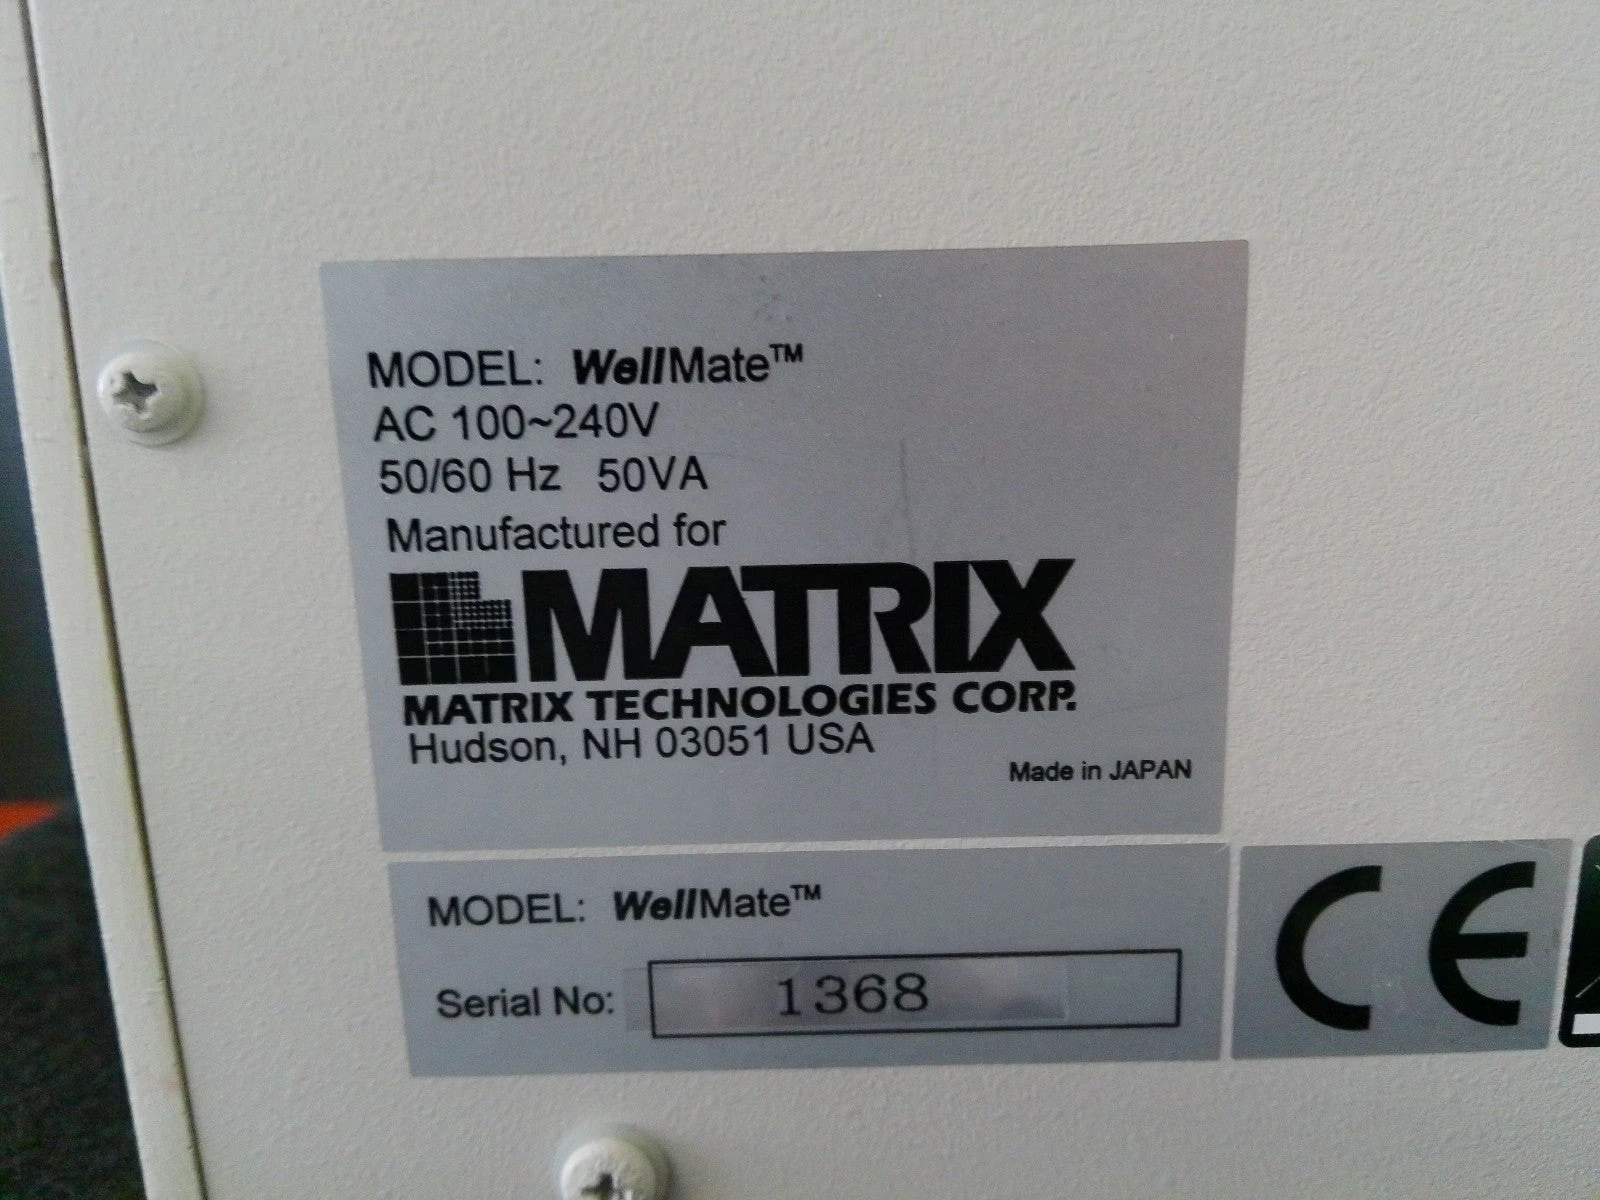 MODEL: WellMate™
AC 100~240V
50/60 Hz 50VA
Manufactured for
MATRIX
MATRIX TECHNOLOGIES CORP.
Hudson, NH 03051 USA
Made in JAPAN
MODEL: WellMate™
Serial No: 1368
CE